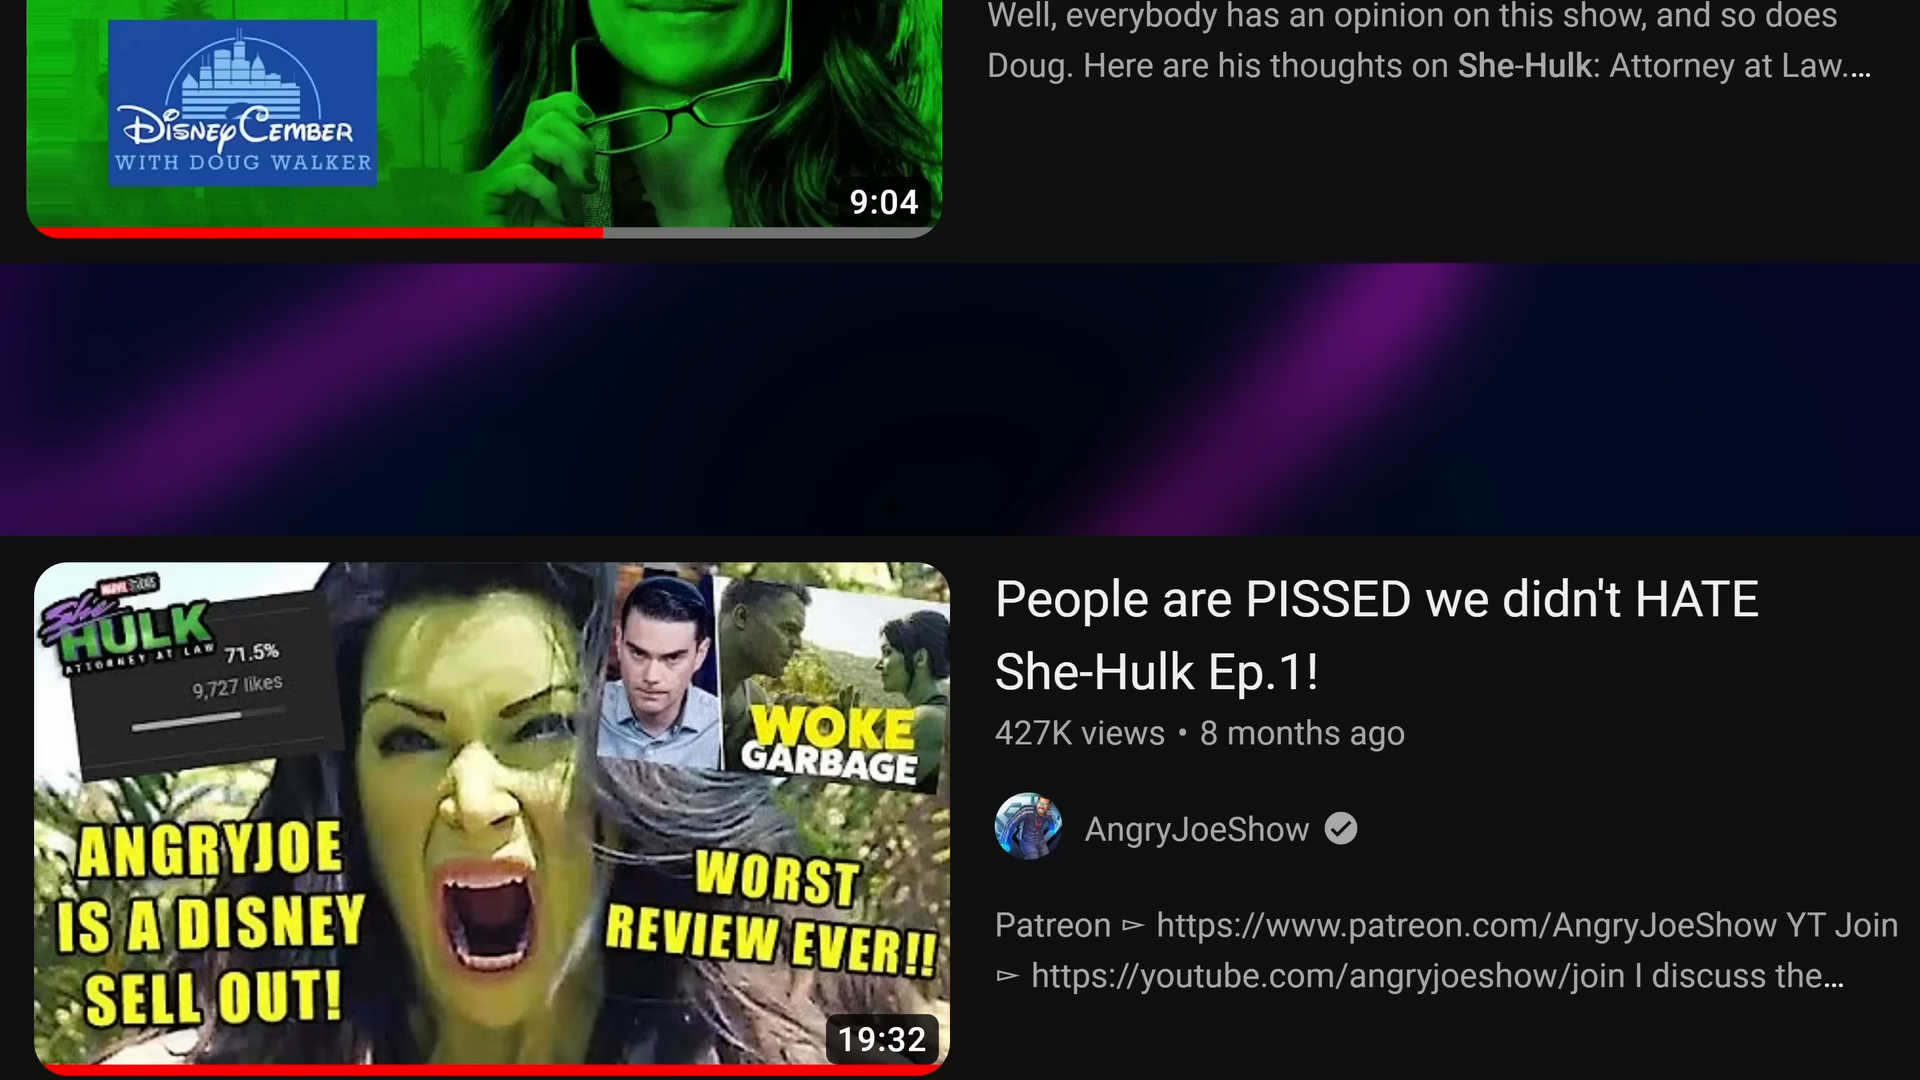 Well, everybody has an opinion on this show, and so does
Doug. Here are his thoughts on She-Hulk: Attorney at Law....
DISNEYCEMBER
WITH DOUG WALKER
9:04
MARVEL STUDIOS
She
HULK
ATTORNEY AT LAW
71.5%
9,727 likes
WOKE
GARBAGE
ANGRYJOE
IS A DISNEY
SELL OUT!
WORST
REVIEW EVER!!
19:32
People are PISSED we didn't HATE
She-Hulk Ep.1!
427K views • 8 months ago
AngryJoeShow
Patreon ▻ https://www.patreon.com/AngryJoeShow YT Join
▻ https://youtube.com/angryjoeshow/join I discuss the...